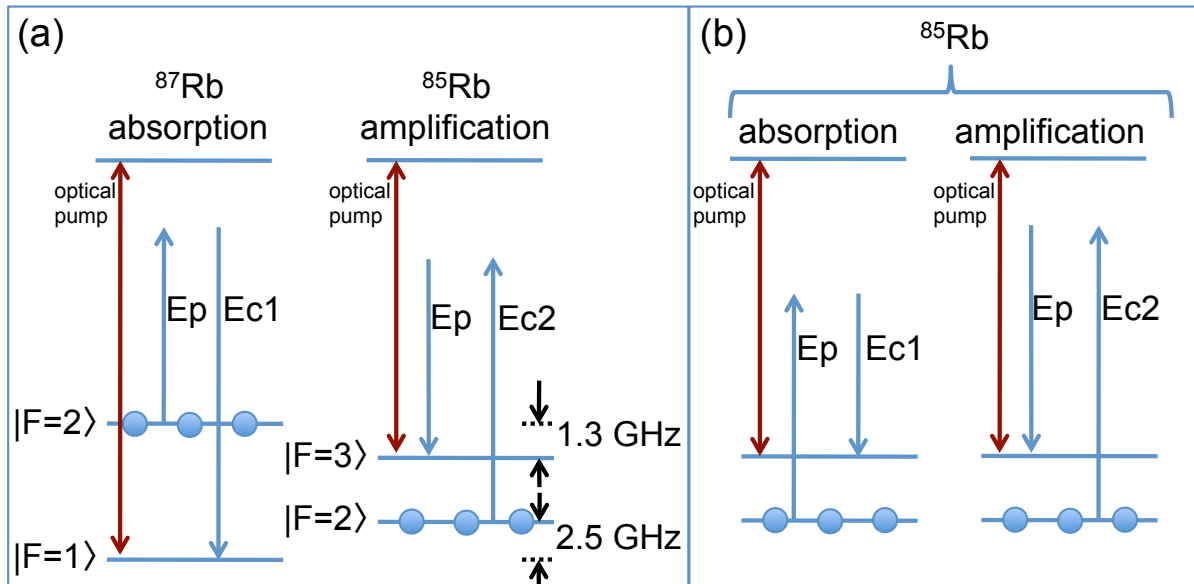 (a)
⁸⁷Rb
absorption
⁸⁵Rb
amplification
optical
pump
optical
pump
Ep
Ec1
Ep
Ec2
|F=2⟩
|F=3⟩
|F=2⟩
|F=1⟩
1.3 GHz
2.5 GHz
(b)
⁸⁵Rb
absorption
amplification
optical
pump
optical
pump
Ep
Ec1
Ep
Ec2